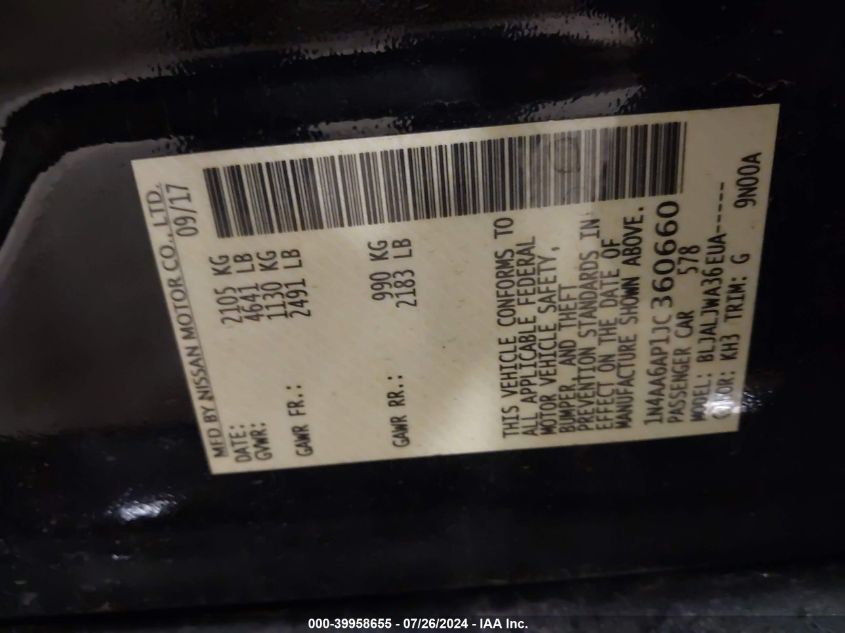 MFD BY NISSAN MOTOR CO., LTD.
DATE: 09/17
GVWR: 2105 KG
4641 LB
GAWR FR.: 1130 KG
2491 LB
GAWR RR.: 990 KG
2183 LB
THIS VEHICLE CONFORMS TO
ALL APPLICABLE FEDERAL
MOTOR VEHICLE SAFETY,
BUMPER, AND THEFT
PREVENTION STANDARDS IN
EFFECT ON THE DATE OF
MANUFACTURE SHOWN ABOVE.
1N4AA6AP1JC360660
PASSENGER CAR 578
MODEL: BLJALJWA36EUA-----
COLOR: KH3 TRIM: G 9N00A
000-39958655 - 07/26/2024 - IAA Inc.